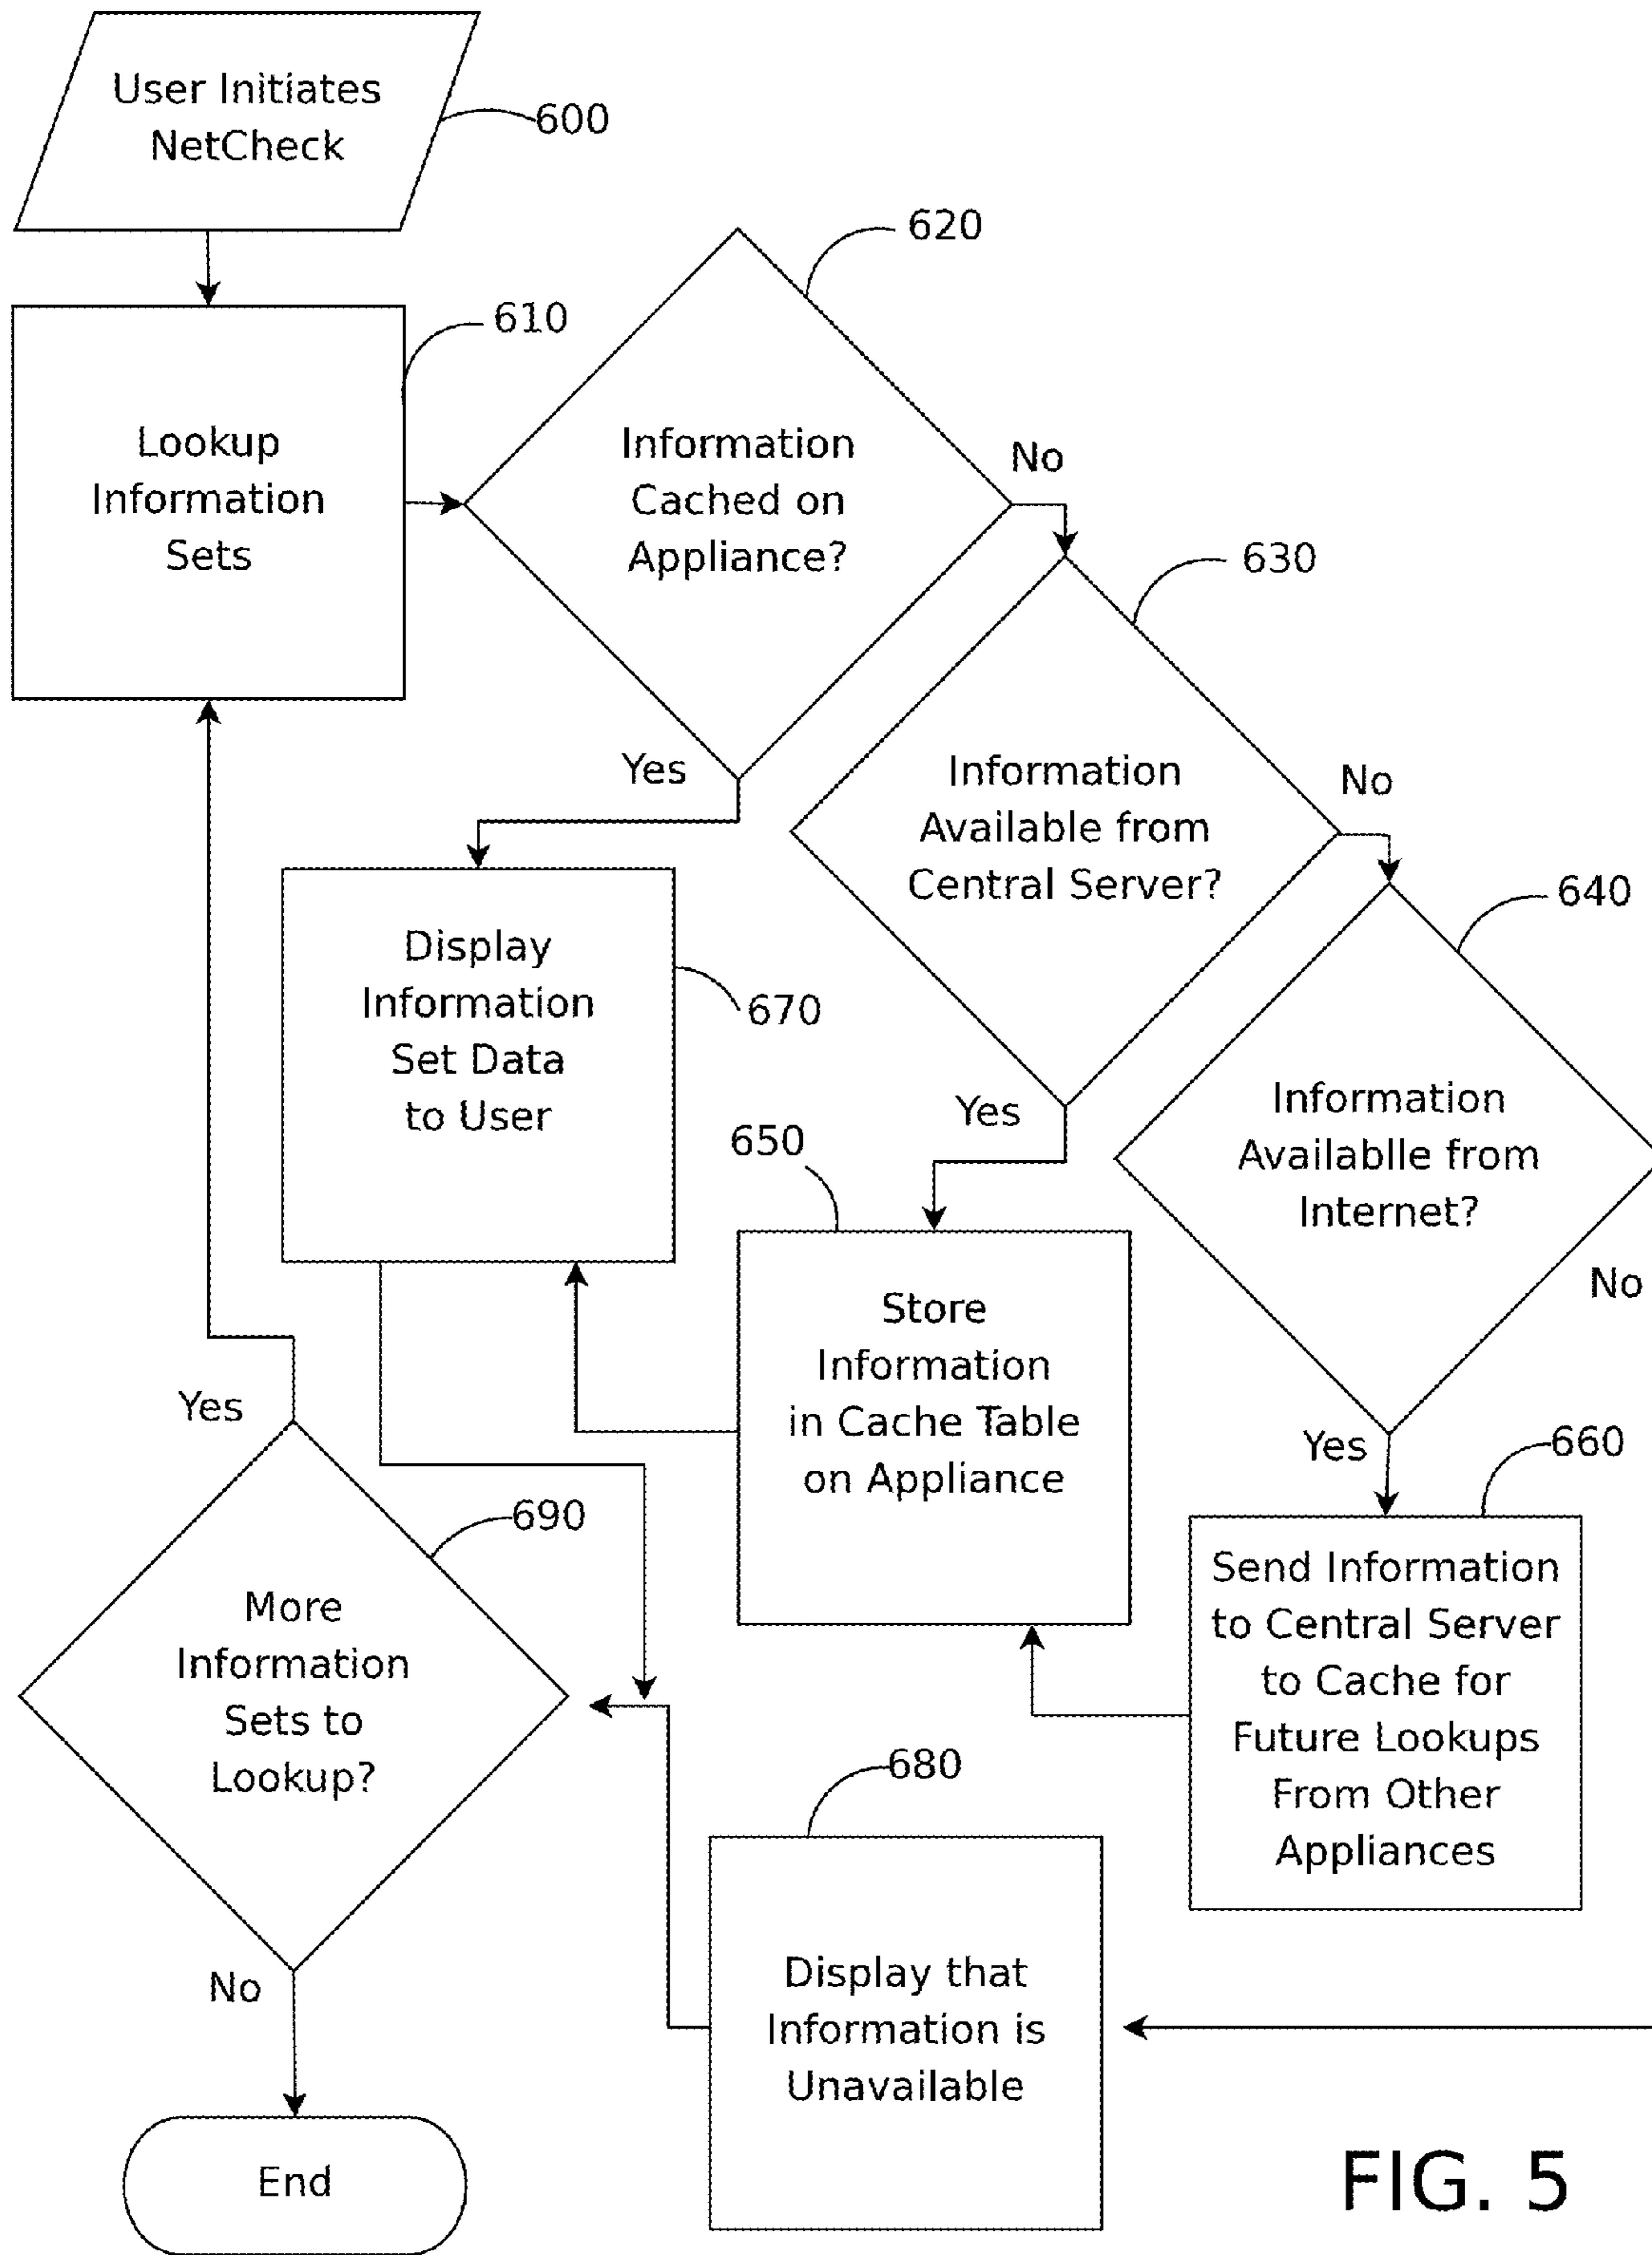 User Initiates
NetCheck
600
620
610
Lookup
Information
Sets
Information
Cached on
Appliance?
No
630
Yes
Information
Available from
Central Server?
No
640
Display
Information
Set Data
to User
670
Yes
650
Information
Availablle from
Internet?
No
Store
Information
in Cache Table
on Appliance
Yes
Yes
660
690
More
Information
Sets to
Lookup?
Send Information
to Central Server
to Cache for
Future Lookups
From Other
Appliances
680
No
Display that
Information is
Unavailable
End
FIG. 5